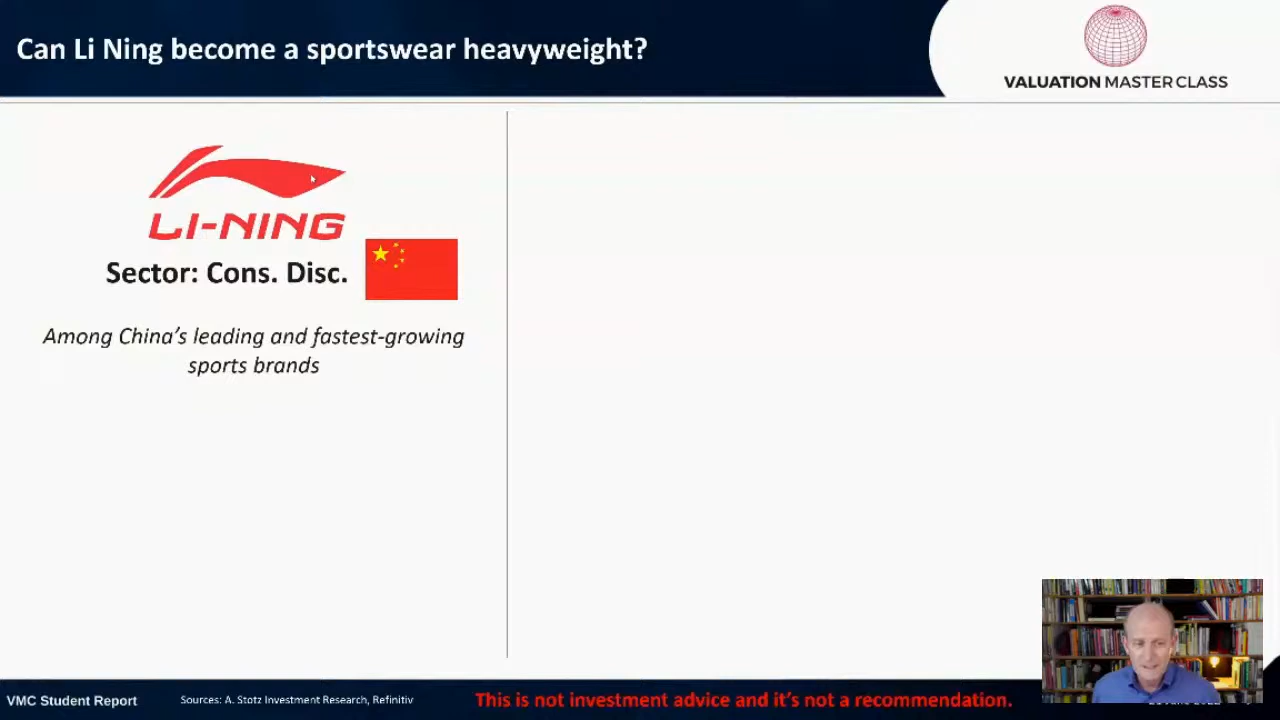 Can Li Ning become a sportswear heavyweight?
VALUATION MASTER CLASS
LI-NING
Sector: Cons. Disc.
Among China’s leading and fastest-growing
sports brands
VMC Student Report
Sources: A. Stotz Investment Research, Refinitiv
This is not investment advice and it’s not a recommendation.